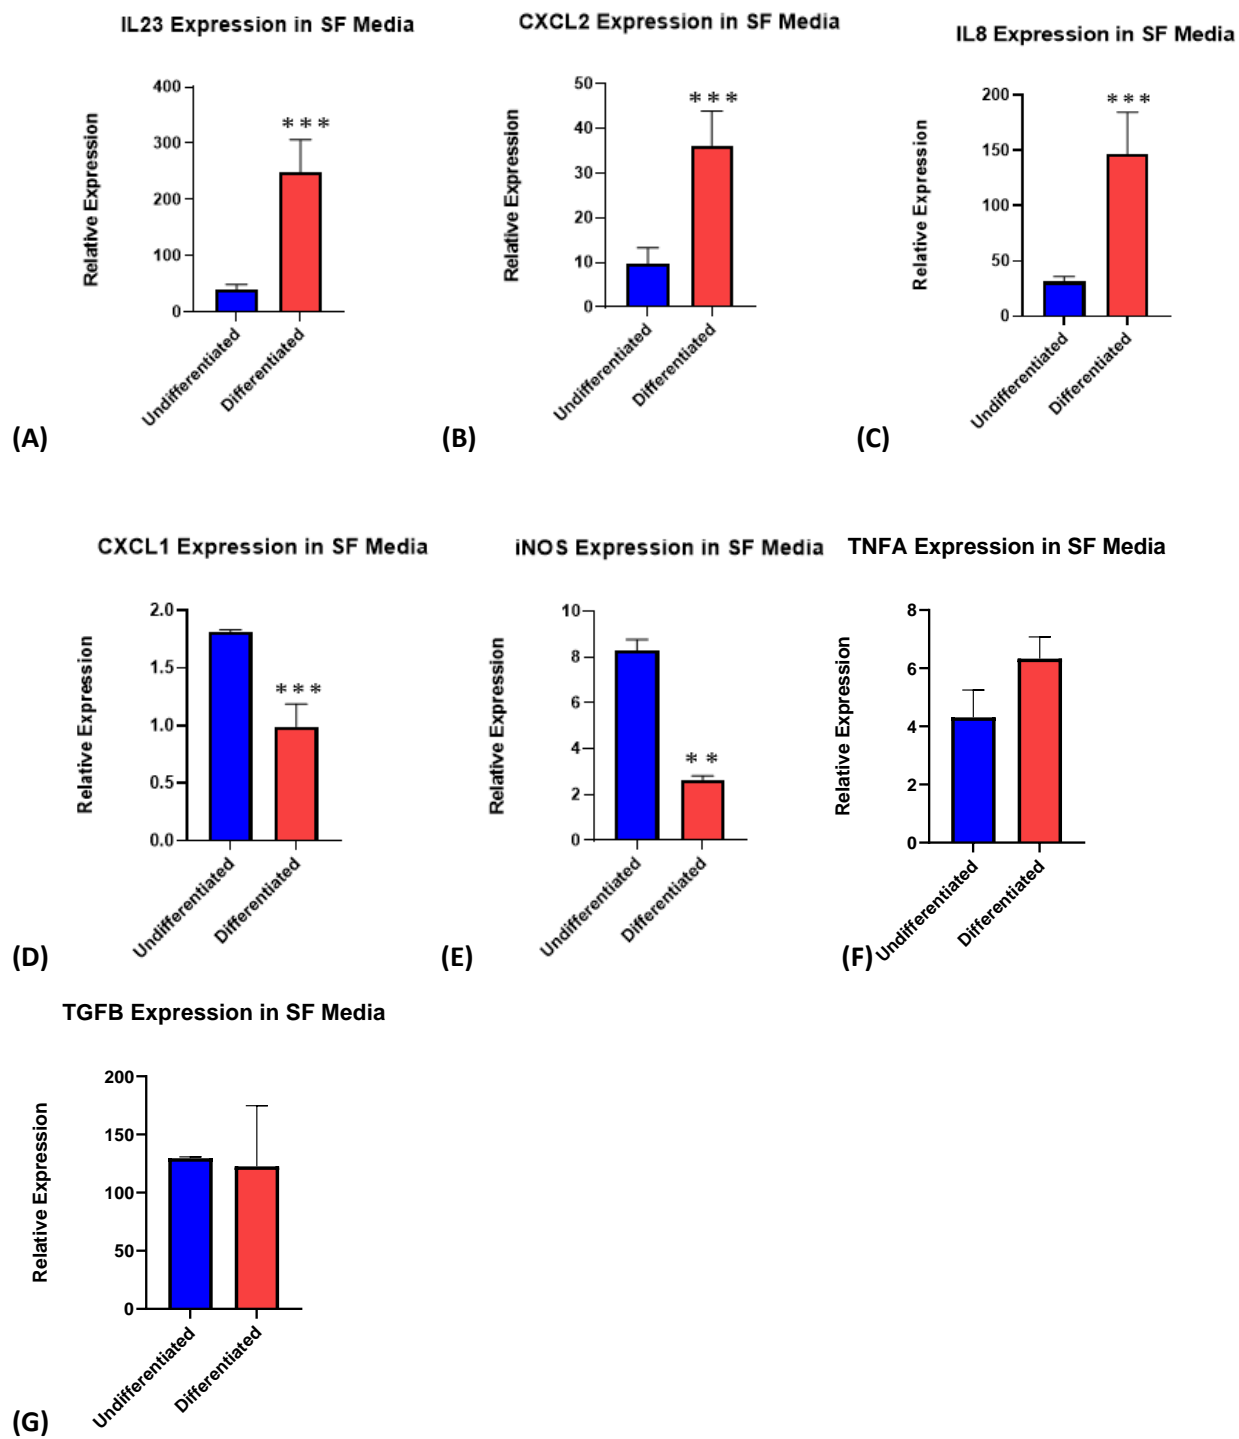 IL23 Expression in SF Media
400
300
200
100
0
Relative Expression
***
Undifferentiated
Differentiated
(A)
CXCL2 Expression in SF Media
50
40
30
20
10
0
Relative Expression
***
Undifferentiated
Differentiated
(B)
IL8 Expression in SF Media
200
150
100
50
0
Relative Expression
***
Undifferentiated
Differentiated
(C)
CXCL1 Expression in SF Media
2.0
1.5
1.0
0.5
0.0
Relative Expression
***
Undifferentiated
Differentiated
(D)
iNOS Expression in SF Media
10
8
6
4
2
0
Relative Expression
* *
Undifferentiated
Differentiated
(E)
TNFA Expression in SF Media
8
6
4
2
0
Relative Expression
Undifferentiated
Differentiated
(F)
TGFB Expression in SF Media
200
150
100
50
0
Relative Expression
Undifferentiated
Differentiated
(G)